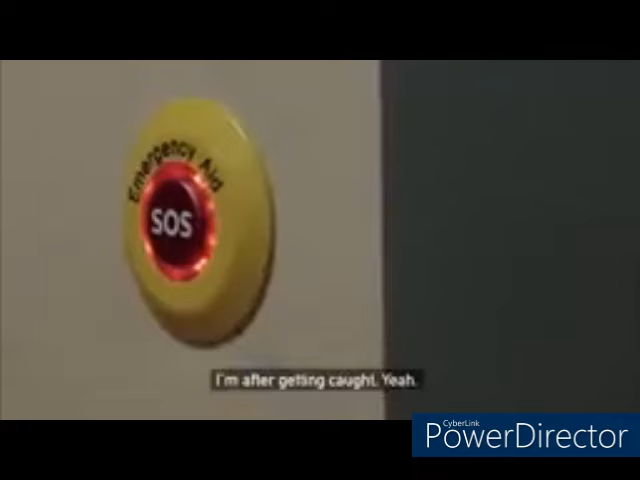 Emergency Aid
SOS
I'm after getting caught. Yeah.
CyberLink
PowerDirector